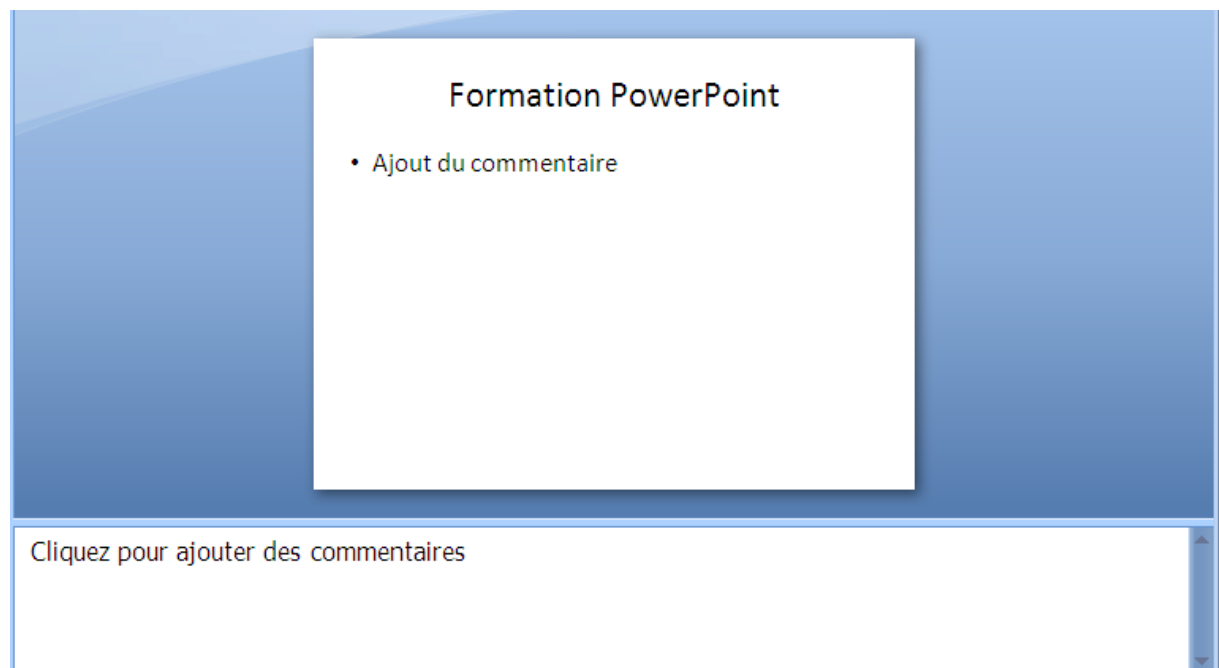 Formation PowerPoint
• Ajout du commentaire
Cliquez pour ajouter des commentaires